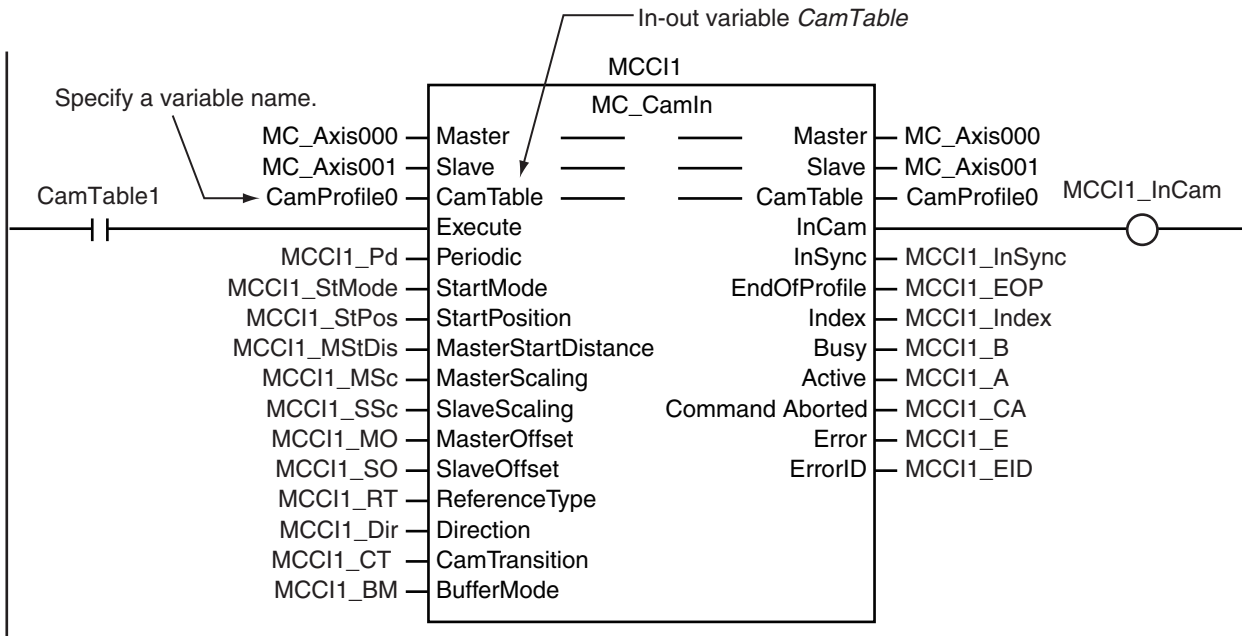 In-out variable CamTable
MCCI1
Specify a variable name.
MC_CamIn
MC_Axis000 Master Master MC_Axis000
MC_Axis001 Slave Slave MC_Axis001
CamTable1 CamProfile0 CamTable CamTable CamProfile0 MCCI1_InCam
Execute InCam
MCCI1_Pd Periodic InSync MCCI1_InSync
MCCI1_StMode StartMode EndOfProfile MCCI1_EOP
MCCI1_StPos StartPosition Index MCCI1_Index
MCCI1_MStDis MasterStartDistance Busy MCCI1_B
MCCI1_MSc MasterScaling Active MCCI1_A
MCCI1_SSc SlaveScaling Command Aborted MCCI1_CA
MCCI1_MO MasterOffset Error MCCI1_E
MCCI1_SO SlaveOffset ErrorID MCCI1_EID
MCCI1_RT ReferenceType
MCCI1_Dir Direction
MCCI1_CT CamTransition
MCCI1_BM BufferMode